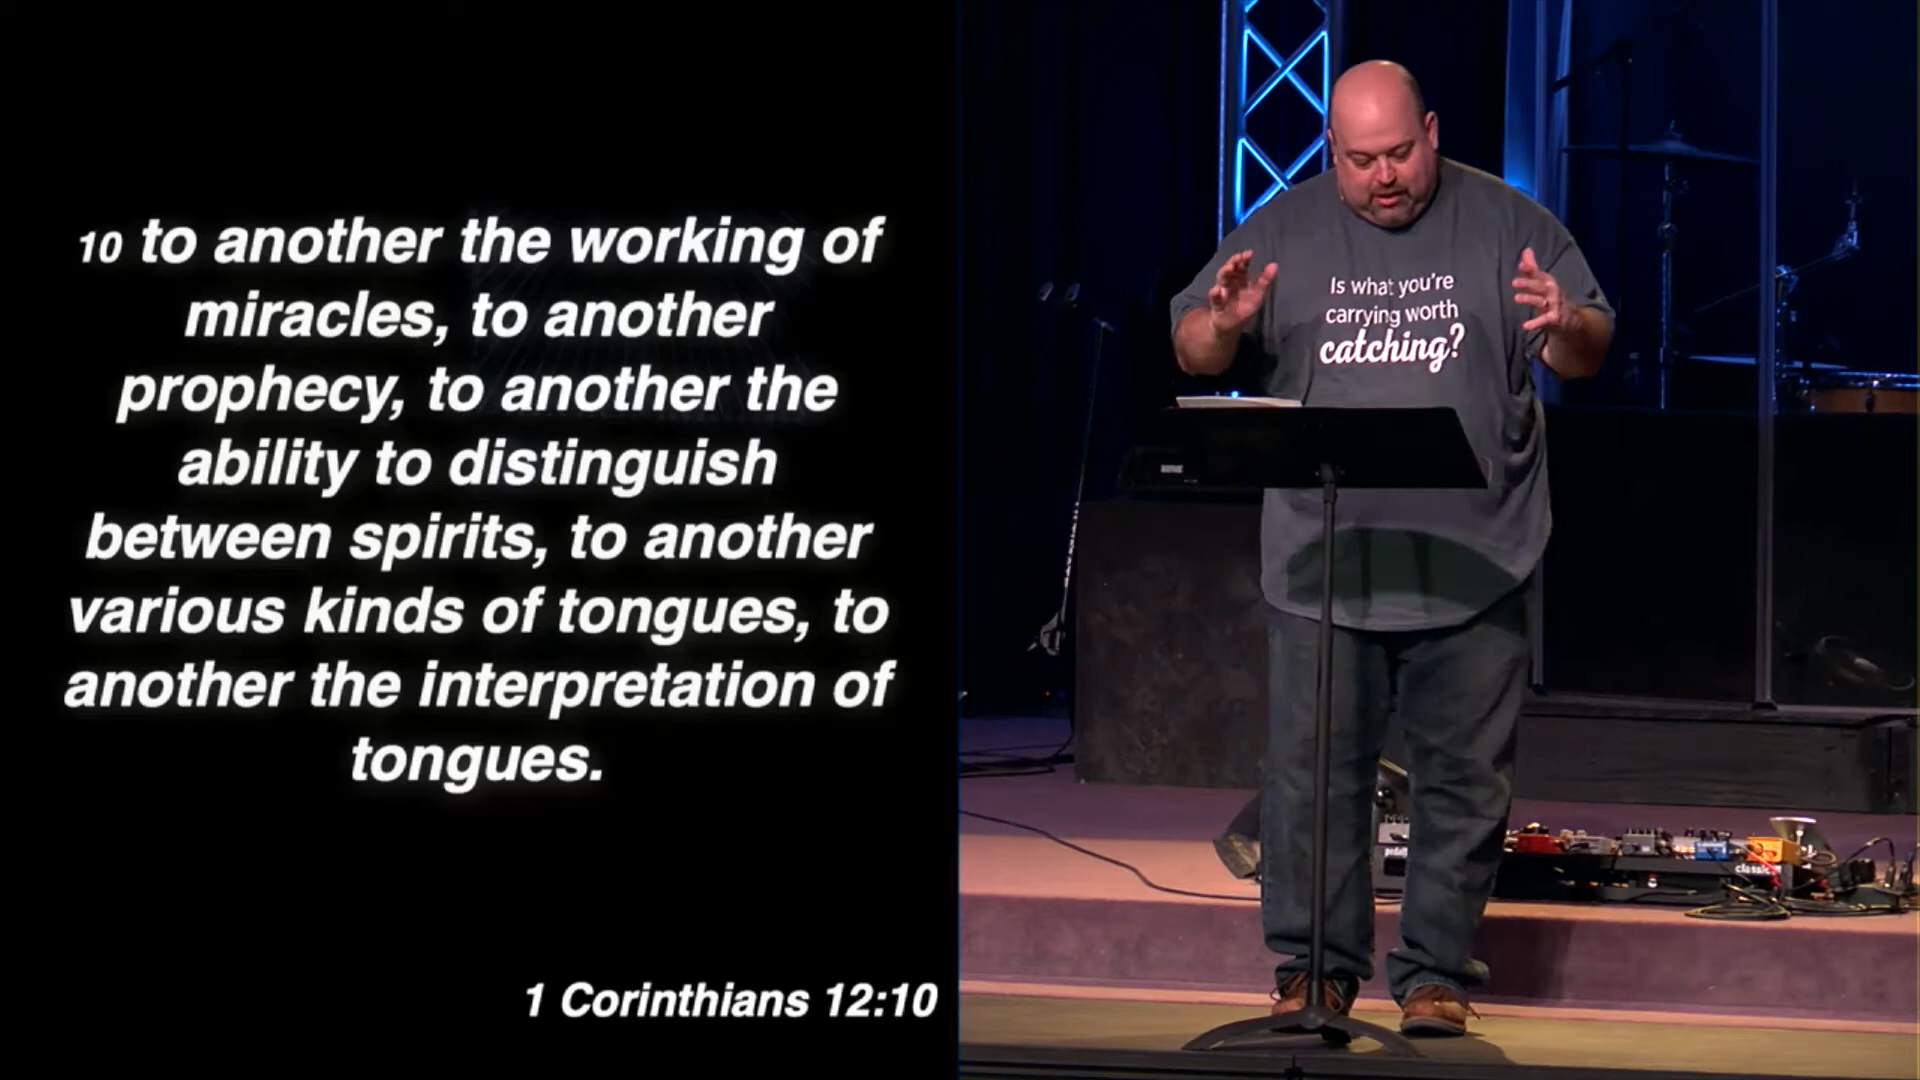 10 to another the working of
miracles, to another
prophecy, to another the
ability to distinguish
between spirits, to another
various kinds of tongues, to
another the interpretation of
tongues.
1 Corinthians 12:10
Is what you're
carrying worth
catching?
classic